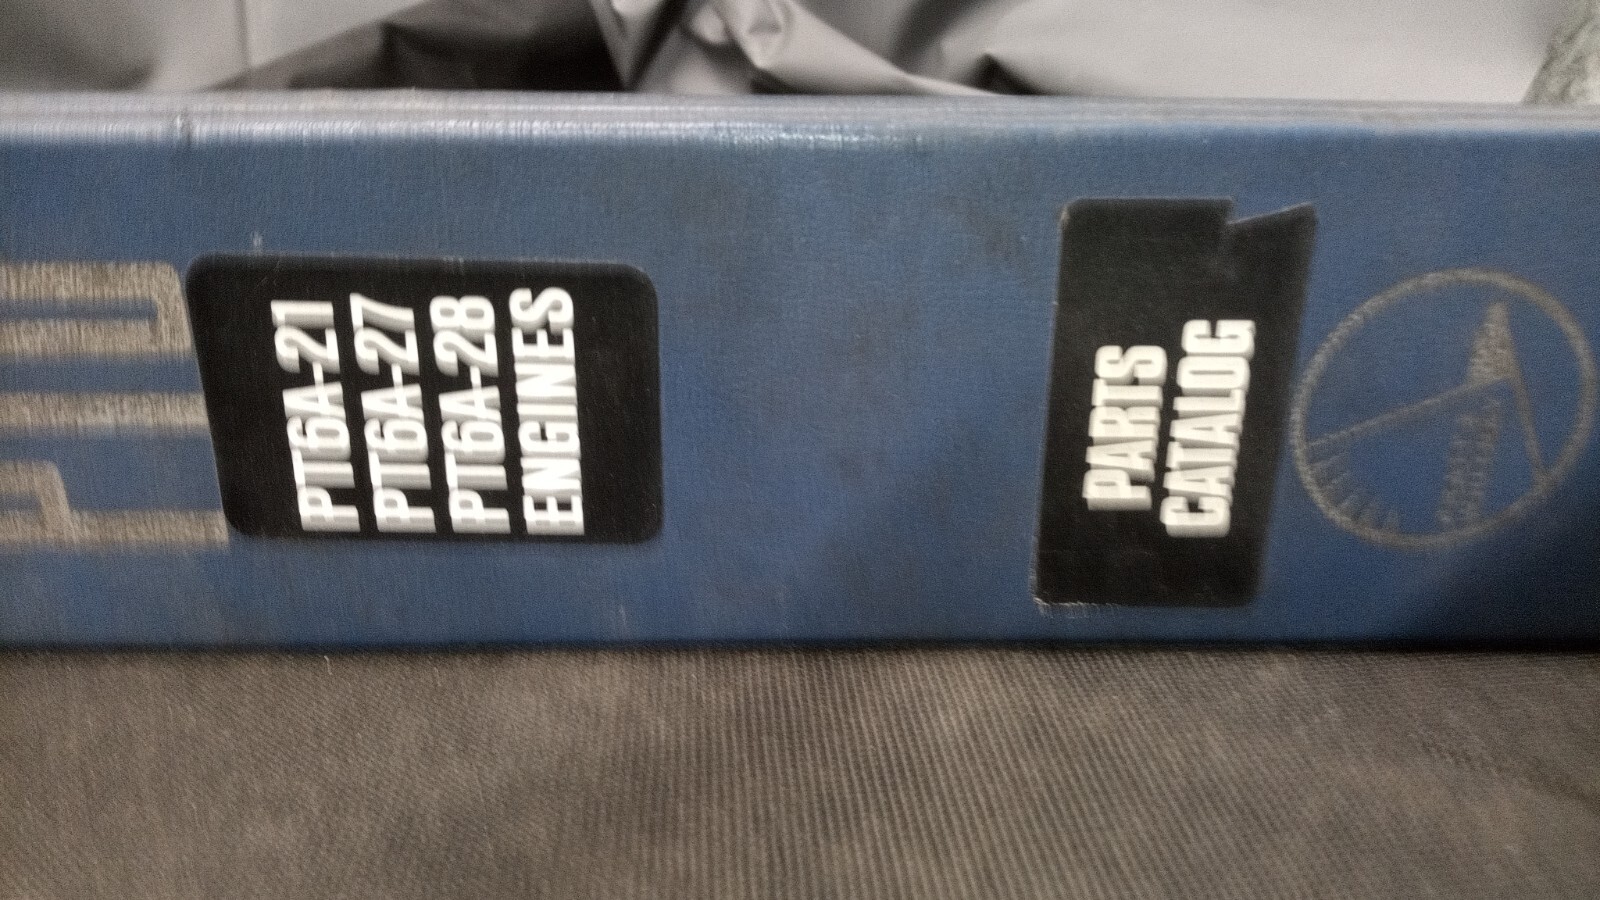 PT6A-21
PT6A-27
PT6A-28
ENGINES
PARTS
CATALOG